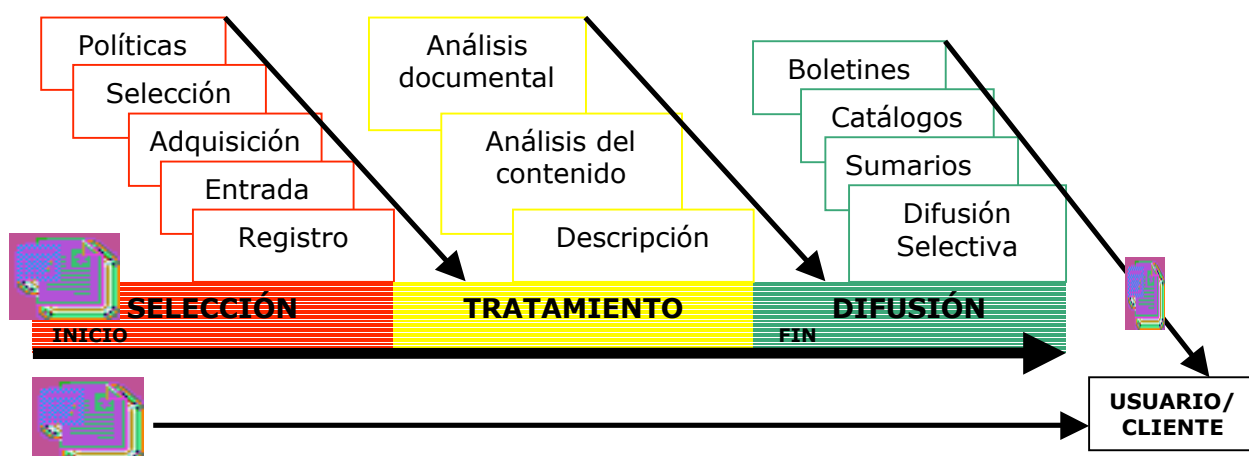 Políticas
Selección
Adquisición
Entrada
Registro
Análisis
documental
Análisis del
contenido
Descripción
Boletines
Catálogos
Sumarios
Difusión
Selectiva
SELECCIÓN
TRATAMIENTO
DIFUSIÓN
INICIO
FIN
USUARIO/
CLIENTE